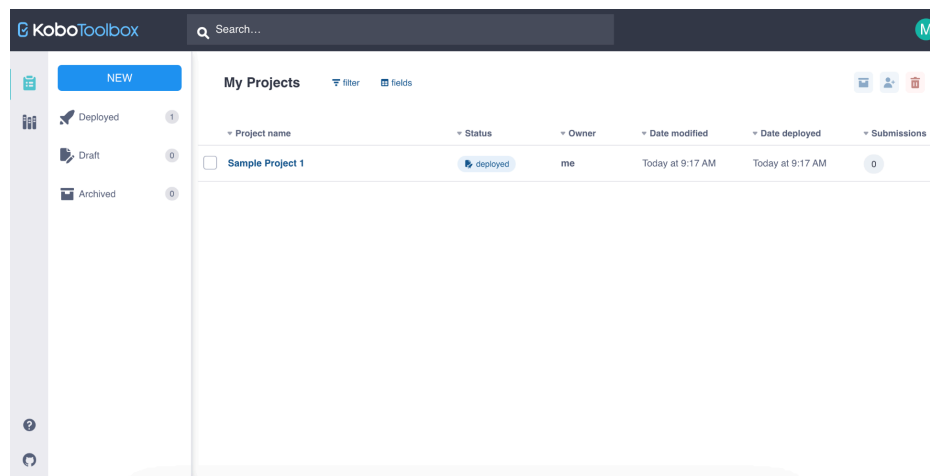 KoboToolbox
Search...
M
NEW
My Projects
filter
fields
Deployed
1
Draft
0
Archived
0
Project name
Status
Owner
Date modified
Date deployed
Submissions
Sample Project 1
deployed
me
Today at 9:17 AM
Today at 9:17 AM
0